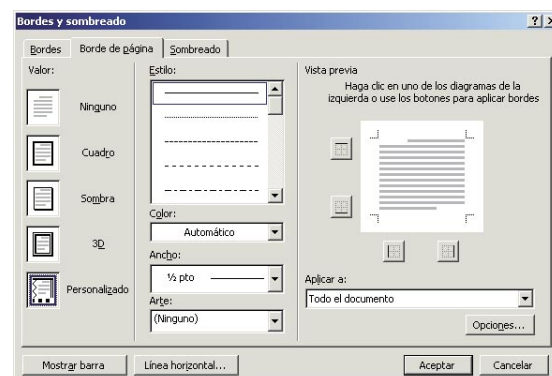 Bordes y sombreado
Bordes
Borde de página
Sombreado
Valor:
Ninguno
Cuadro
Sombra
3D
Personalizado
Estilo:
Color:
Automático
Ancho:
½ pto
Arte:
(Ninguno)
Vista previa
Haga clic en uno de los diagramas de la
izquierda o use los botones para aplicar bordes
Aplicar a:
Todo el documento
Opciones...
Mostrar barra
Línea horizontal...
Aceptar
Cancelar